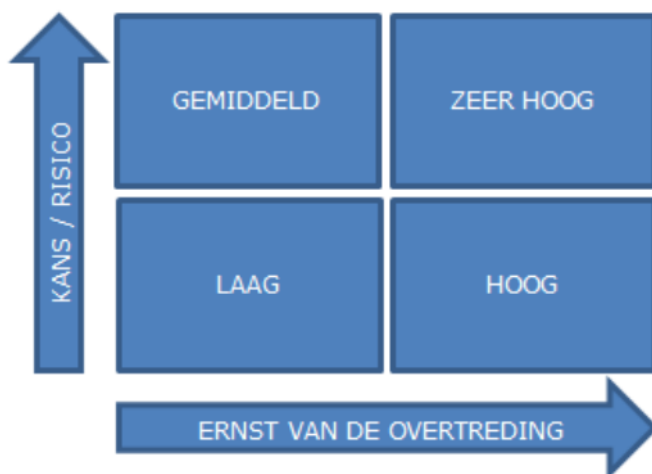 KANS / RISICO
GEMIDDELD
ZEER HOOG
LAAG
HOOG
ERNST VAN DE OVERTREDING